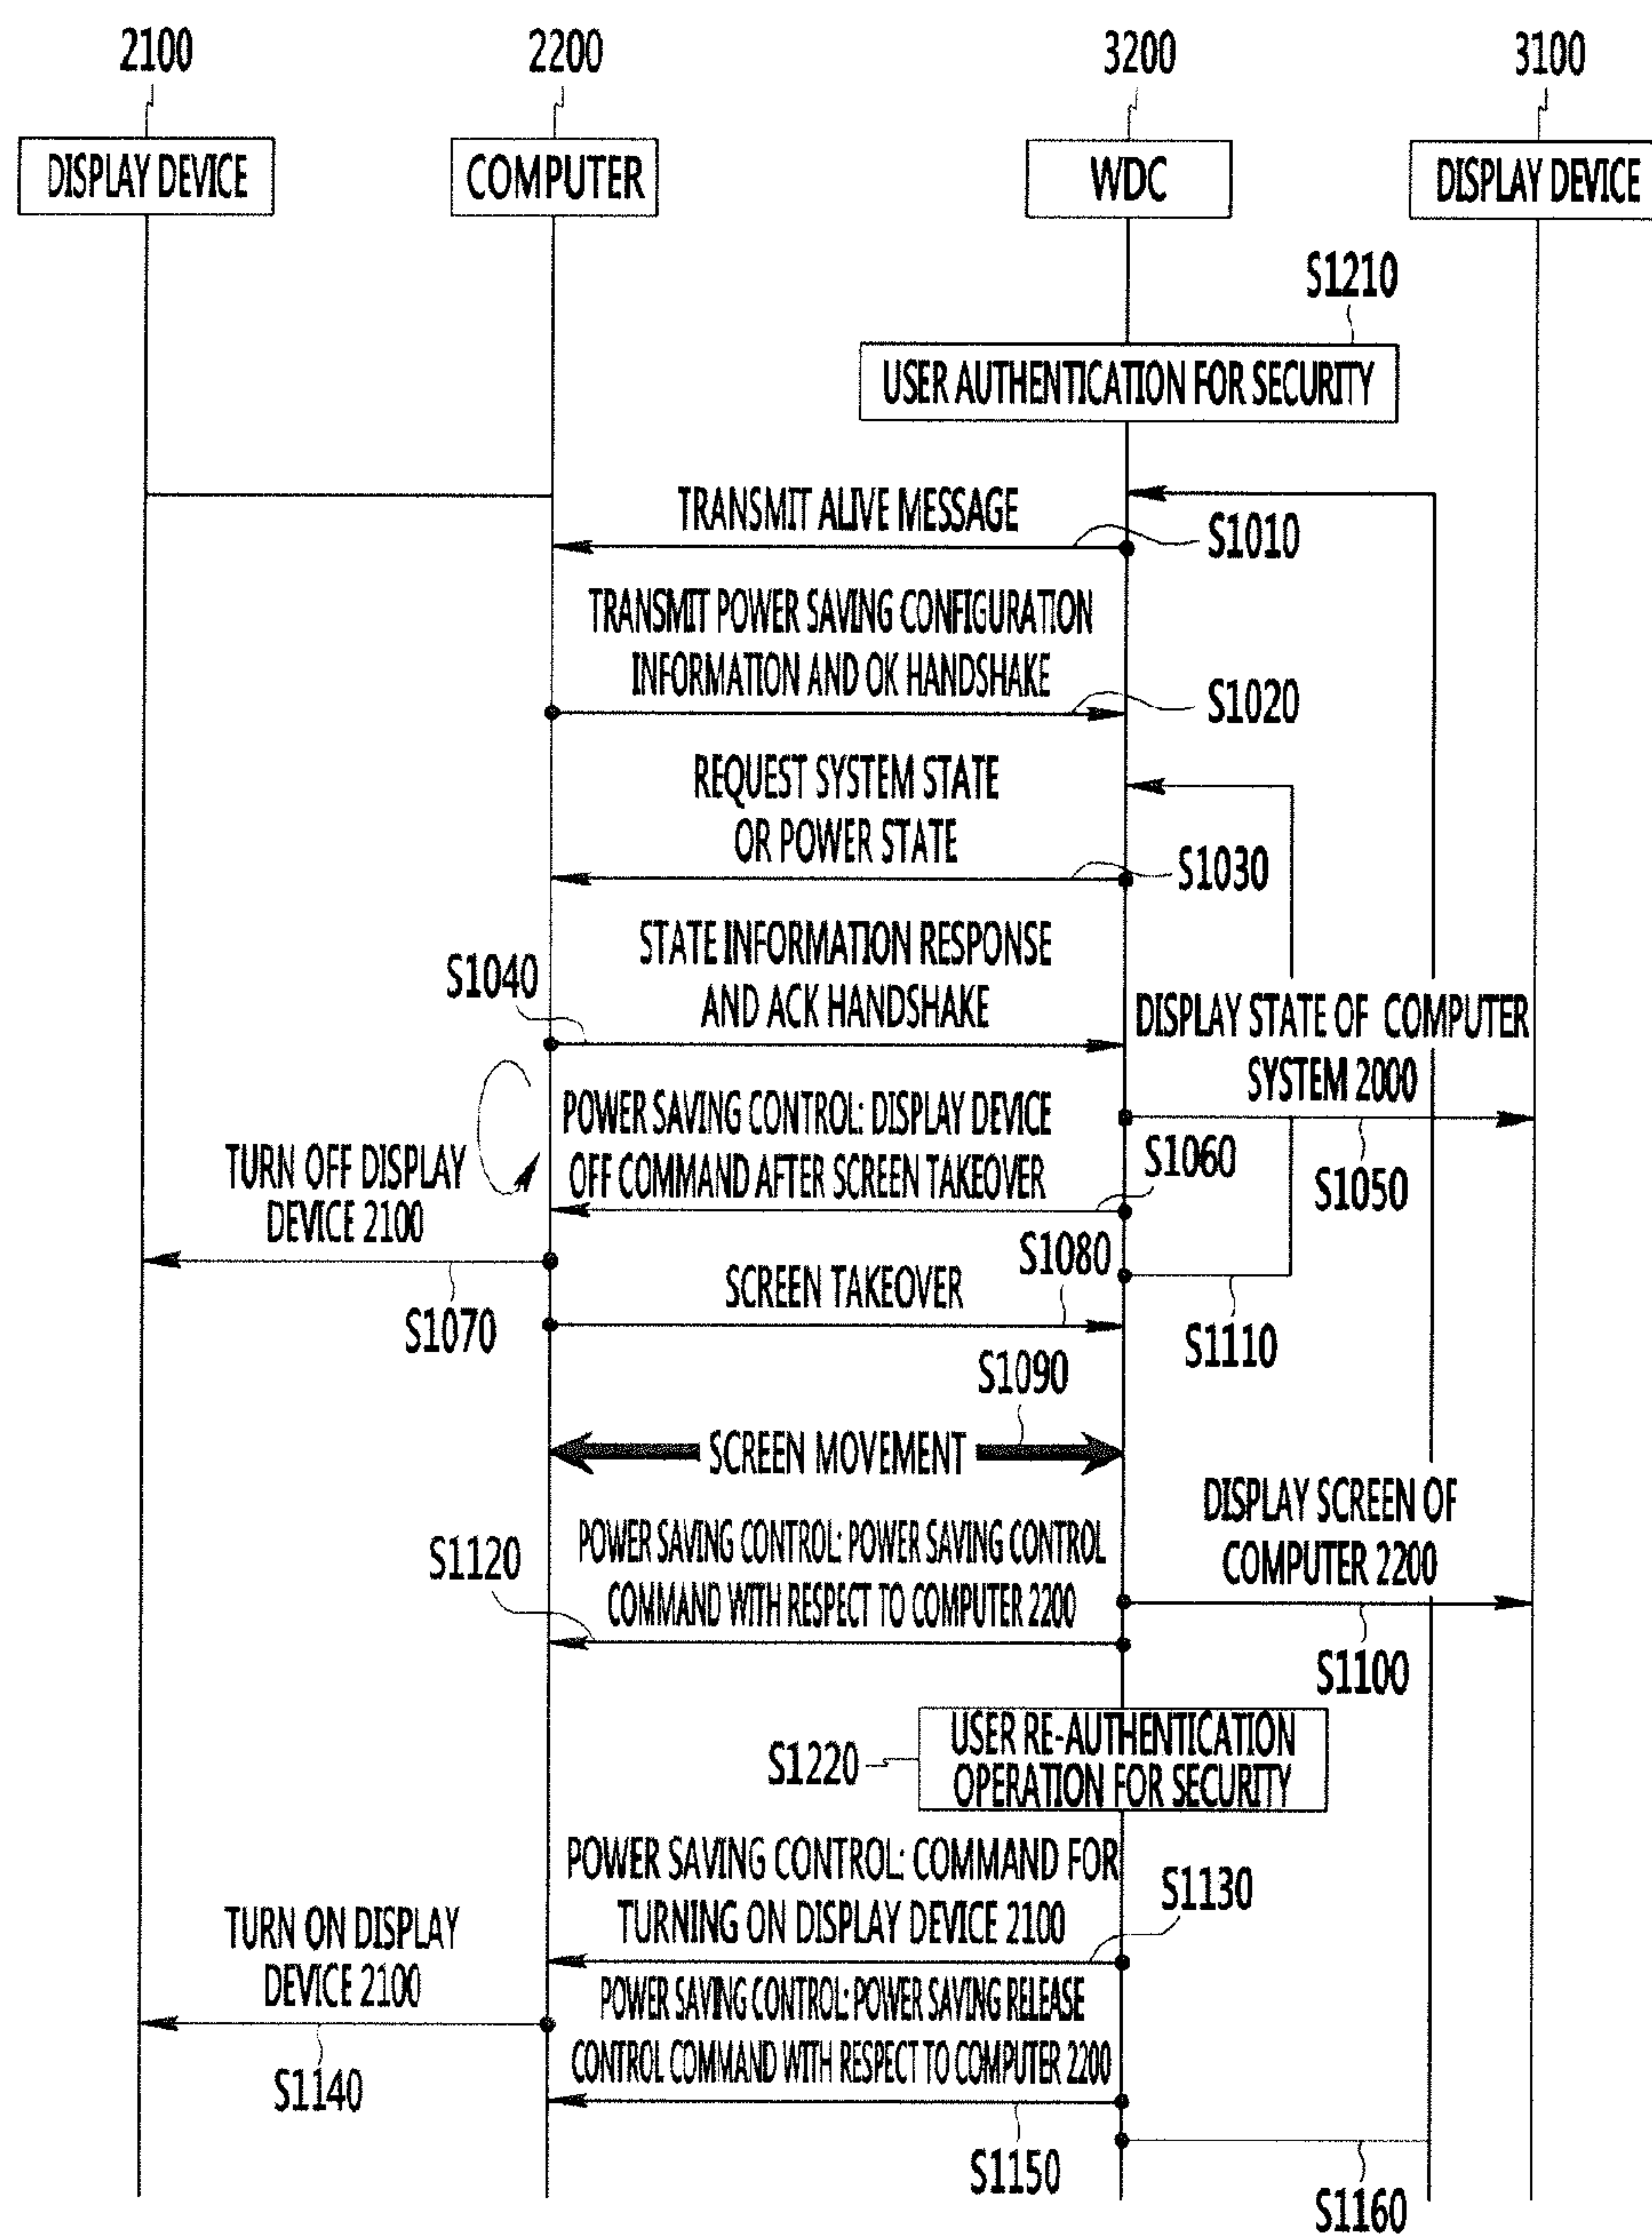 2100
2200
3200
3100
DISPLAY DEVICE
COMPUTER
WDC
DISPLAY DEVICE
S1210
USER AUTHENTICATION FOR SECURITY
TRANSMIT ALIVE MESSAGE
S1010
TRANSMIT POWER SAVING CONFIGURATION
INFORMATION AND OK HANDSHAKE
S1020
REQUEST SYSTEM STATE
OR POWER STATE
S1030
STATE INFORMATION RESPONSE
AND ACK HANDSHAKE
S1040
DISPLAY STATE OF COMPUTER
SYSTEM 2000
S1050
POWER SAVING CONTROL: DISPLAY DEVICE
OFF COMMAND AFTER SCREEN TAKEOVER
S1060
TURN OFF DISPLAY
DEVICE 2100
S1070
SCREEN TAKEOVER
S1080
S1110
S1090
SCREEN MOVEMENT
DISPLAY SCREEN OF
COMPUTER 2200
S1100
POWER SAVING CONTROL: POWER SAVING CONTROL
COMMAND WITH RESPECT TO COMPUTER 2200
S1120
USER RE-AUTHENTICATION
OPERATION FOR SECURITY
S1220
POWER SAVING CONTROL: COMMAND FOR
TURNING ON DISPLAY DEVICE 2100
S1130
TURN ON DISPLAY
DEVICE 2100
S1140
POWER SAVING CONTROL: POWER SAVING RELEASE
CONTROL COMMAND WITH RESPECT TO COMPUTER 2200
S1150
S1160